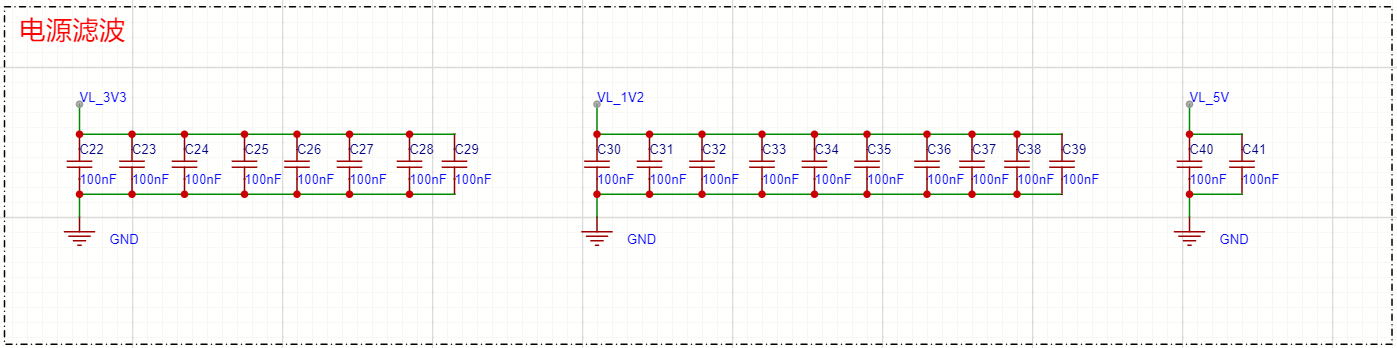 电源滤波
VL_3V3 VL_1V2 VL_5V
C22 C23 C24 C25 C26 C27 C28 C29 C30 C31 C32 C33 C34 C35 C36 C37 C38 C39 C40 C41
100nF 100nF 100nF 100nF 100nF 100nF 100nF 100nF 100nF 100nF 100nF 100nF 100nF 100nF 100nF 100nF 100nF 100nF 100nF 100nF
GND GND GND